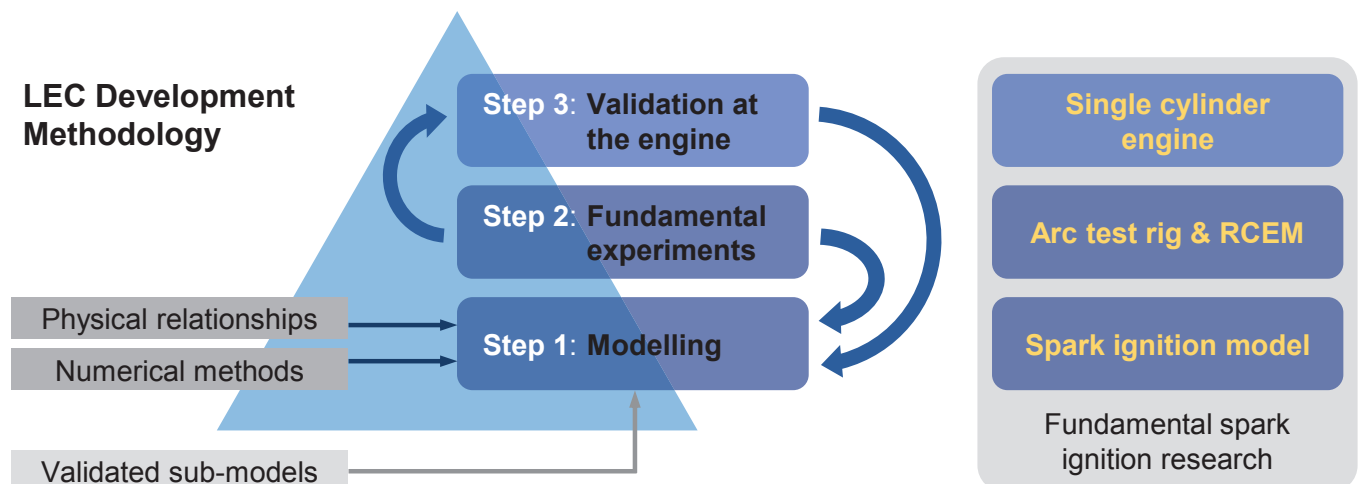 LEC Development
Methodology
Step 3: Validation at
the engine
Step 2: Fundamental
experiments
Step 1: Modelling
Physical relationships
Numerical methods
Validated sub-models
Single cylinder
engine
Arc test rig & RCEM
Spark ignition model
Fundamental spark
ignition research